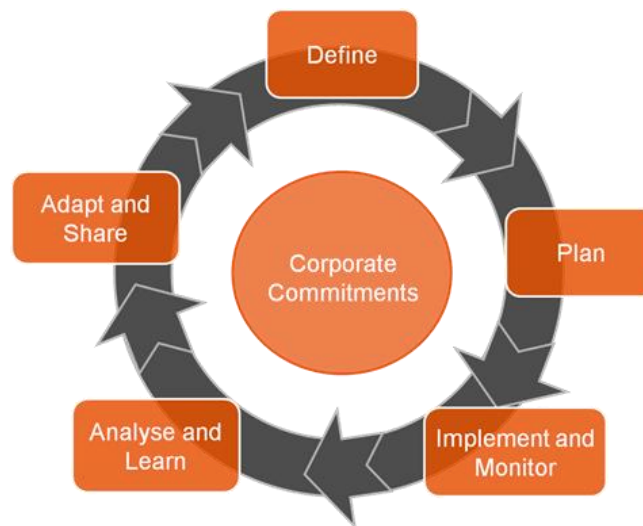 Define
Plan
Implement and
Monitor
Analyse and
Learn
Adapt and
Share
Corporate
Commitments